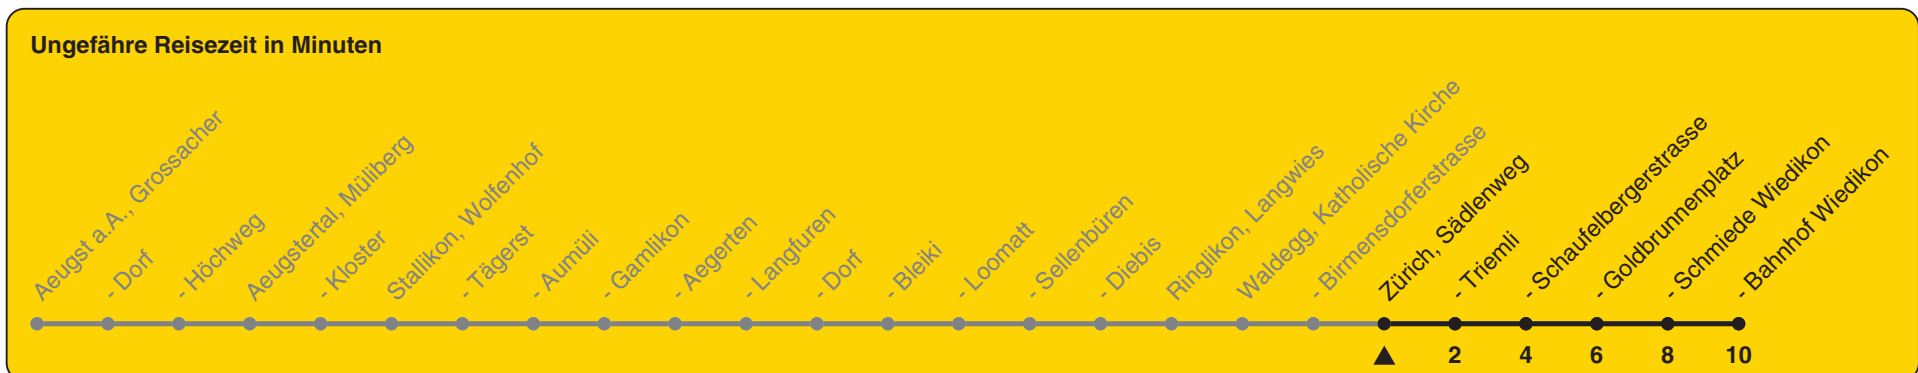 Ungefähre Reisezeit in Minuten
Aeugst a.A., Grossacher
- Dorf
- Höchweg
Aeugstertal, Müliberg
- Kloster
Stallikon, Wolfenhof
- Tägerst
- Aumüli
- Gamlikon
- Aegerten
- Langfuren
- Dorf
- Bleiki
- Loomatt
- Sellenbüren
- Diebis
Ringlikon, Langwies
Waldegg, Katholische Kirche
- Birmensdorferstrasse
Zürich, Sädlenweg
- Triemli
- Schaufelbergerstrasse
- Goldbrunnenplatz
- Schmiede Wiedikon
- Bahnhof Wiedikon
2 4 6 8 10